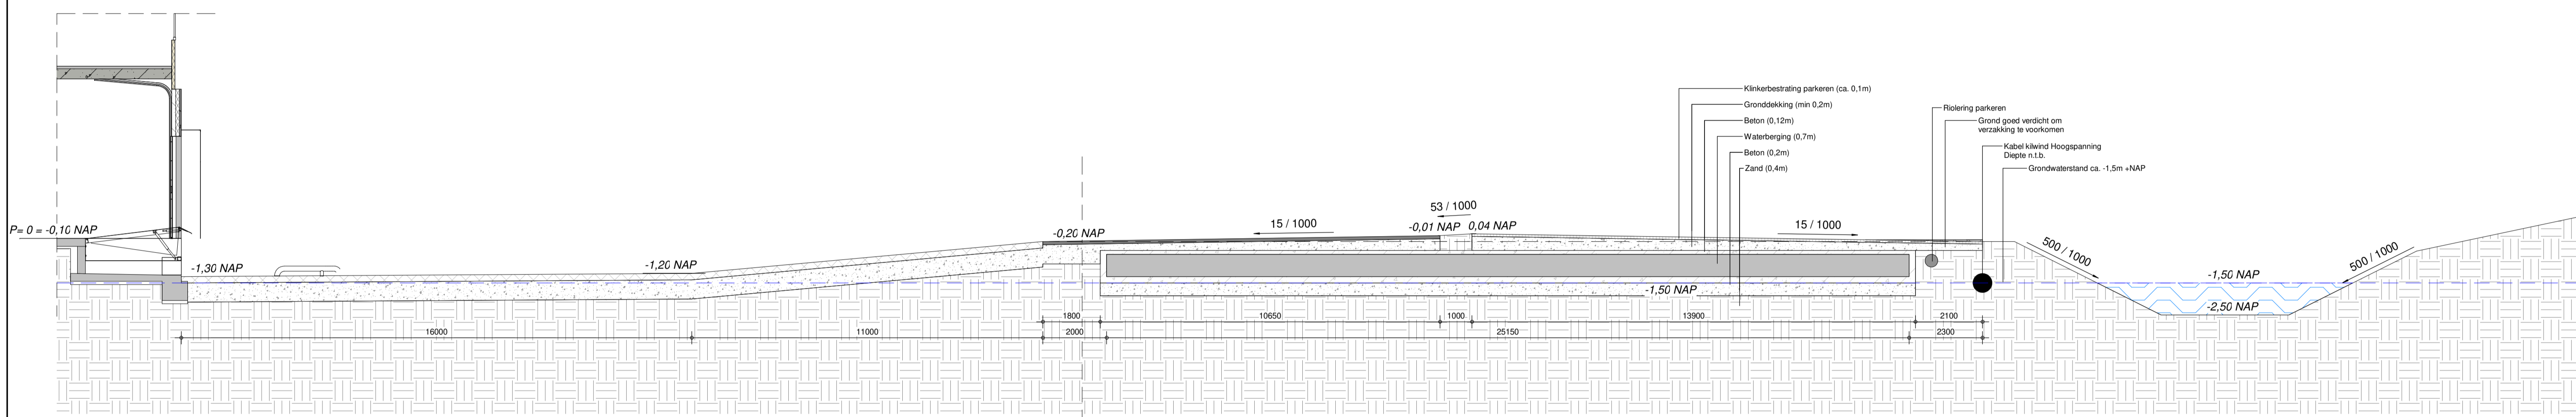 Klinkerbestrating parkeren (ca. 0,1m)
Gronddekking (min 0,2m)
Beton (0,12m)
Waterberging (0,7m)
Beton (0,2m)
Zand (0,4m)
Riolering parkeren
Grond goed verdicht om
verzakking te voorkomen
Kabel kilwind Hoogspanning
Diepte n.t.b.
Grondwaterstand ca. -1,5m +NAP
53 / 1000
15 / 1000
-0,01 NAP
0,04 NAP
15 / 1000
P= 0 = -0,10 NAP
-0,20 NAP
500 / 1000
500 / 1000
-1,30 NAP
-1,20 NAP
-1,50 NAP
-1,50 NAP
-2,50 NAP
1800
10650
1000
13900
2100
16000
11000
2000
25150
2300